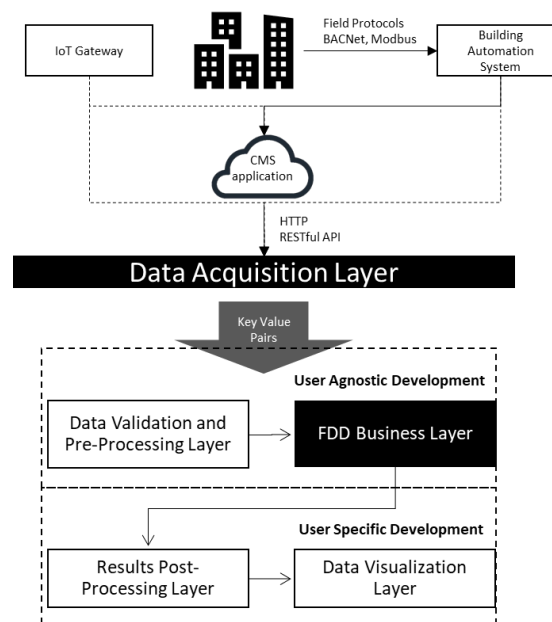 IoT Gateway
Field Protocols
BACNet, Modbus
Building
Automation
System
CMS
application
HTTP
RESTful API
Data Acquisition Layer
Key Value
Pairs
User Agnostic Development
Data Validation and
Pre-Processing Layer
FDD Business Layer
User Specific Development
Results Post-
Processing Layer
Data Visualization
Layer